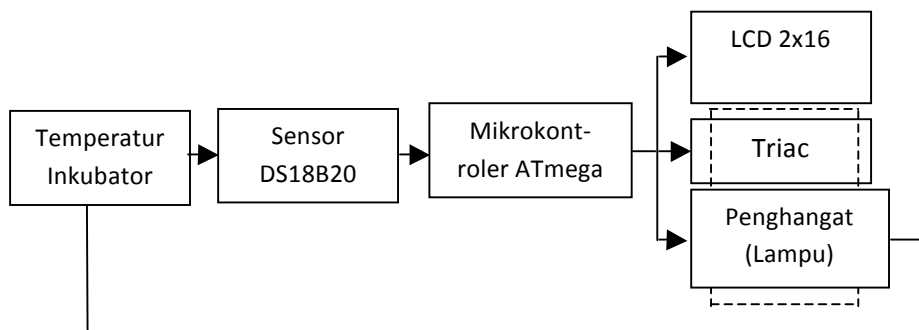 LCD 2x16
Temperatur
Inkubator
Sensor
DS18B20
Mikrokont-
roler ATmega
Triac
Penghangat
(Lampu)